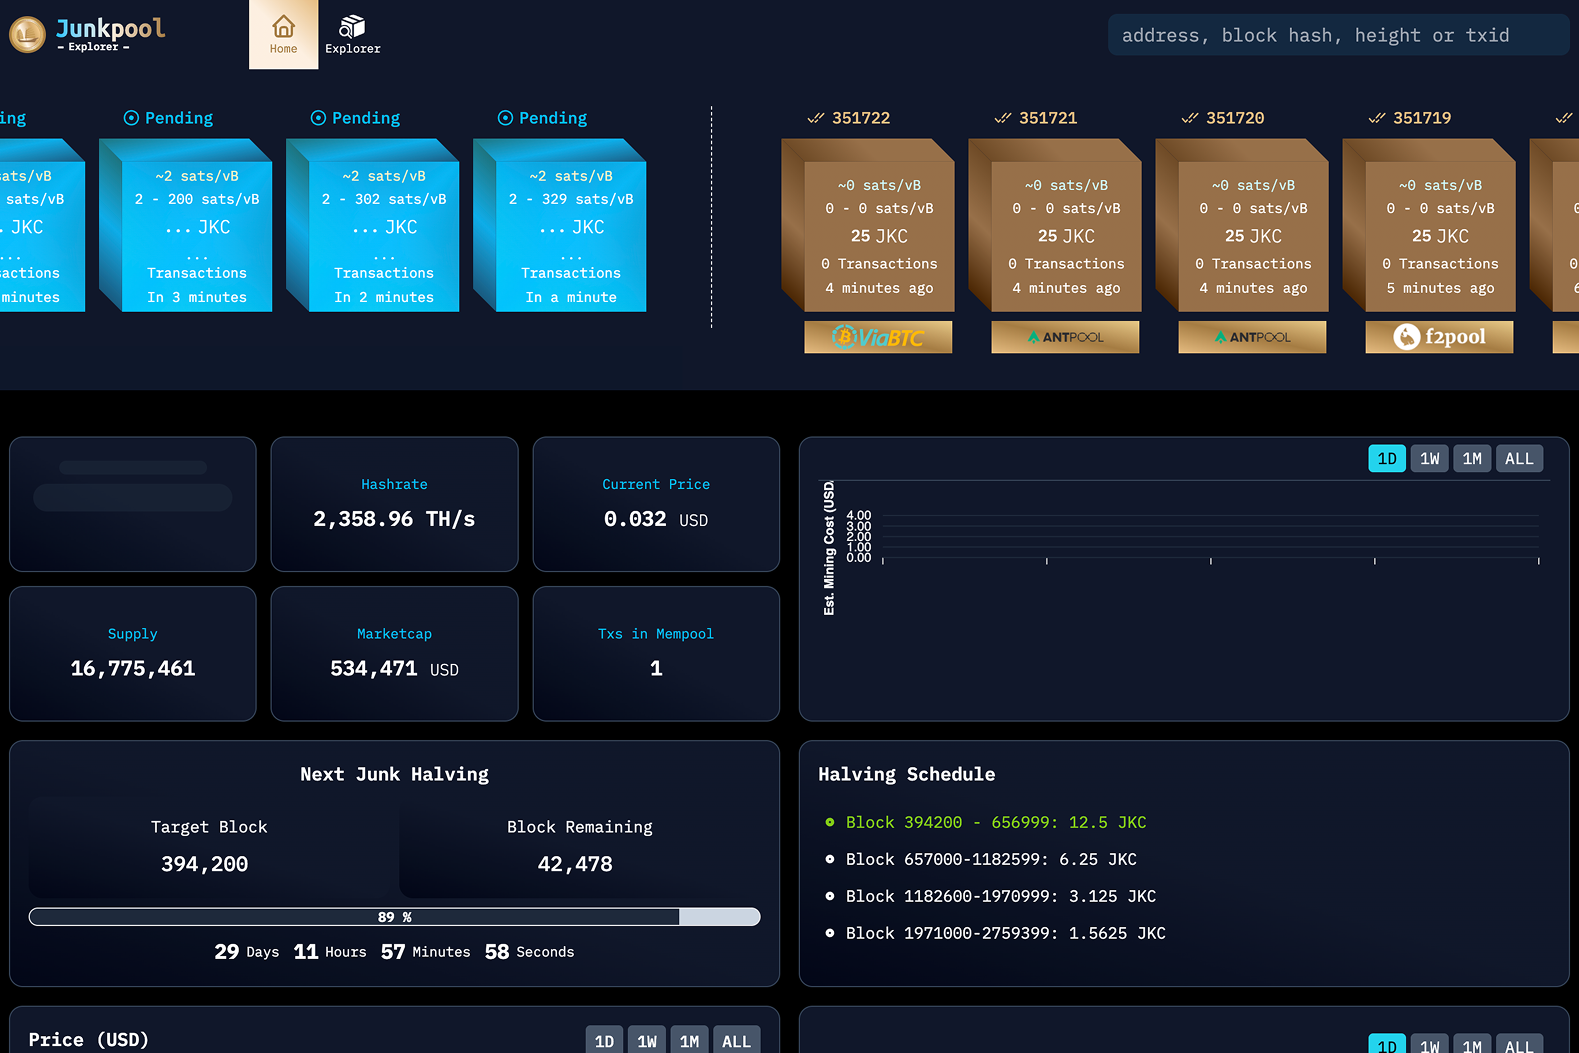 Junkpool
– Explorer –
Home
Explorer
address, block hash, height or txid
ing
Pending
Pending
Pending
351722
351721
351720
351719
sats/vB
sats/vB
. JKC
...
sactions
minutes
~2 sats/vB
2 - 200 sats/vB
... JKC
...
Transactions
In 3 minutes
~2 sats/vB
2 - 302 sats/vB
... JKC
...
Transactions
In 2 minutes
~2 sats/vB
2 - 329 sats/vB
... JKC
...
Transactions
In a minute
~0 sats/vB
0 - 0 sats/vB
25 JKC
0 Transactions
4 minutes ago
ViaBTC
~0 sats/vB
0 - 0 sats/vB
25 JKC
0 Transactions
4 minutes ago
ANTPOOL
~0 sats/vB
0 - 0 sats/vB
25 JKC
0 Transactions
4 minutes ago
ANTPOOL
~0 sats/vB
0 - 0 sats/vB
25 JKC
0 Transactions
5 minutes ago
f2pool
Hashrate
2,358.96 TH/s
Current Price
0.032 USD
Supply
16,775,461
Marketcap
534,471 USD
Txs in Mempool
1
1D 1W 1M ALL
Est. Mining Cost (USD
4.00
3.00
2.00
1.00
0.00
Next Junk Halving
Target Block
394,200
Block Remaining
42,478
89 %
29 Days 11 Hours 57 Minutes 58 Seconds
Halving Schedule
Block 394200 - 656999: 12.5 JKC
Block 657000-1182599: 6.25 JKC
Block 1182600-1970999: 3.125 JKC
Block 1971000-2759399: 1.5625 JKC
Price (USD)
1D 1W 1M ALL
1D 1W 1M ALL